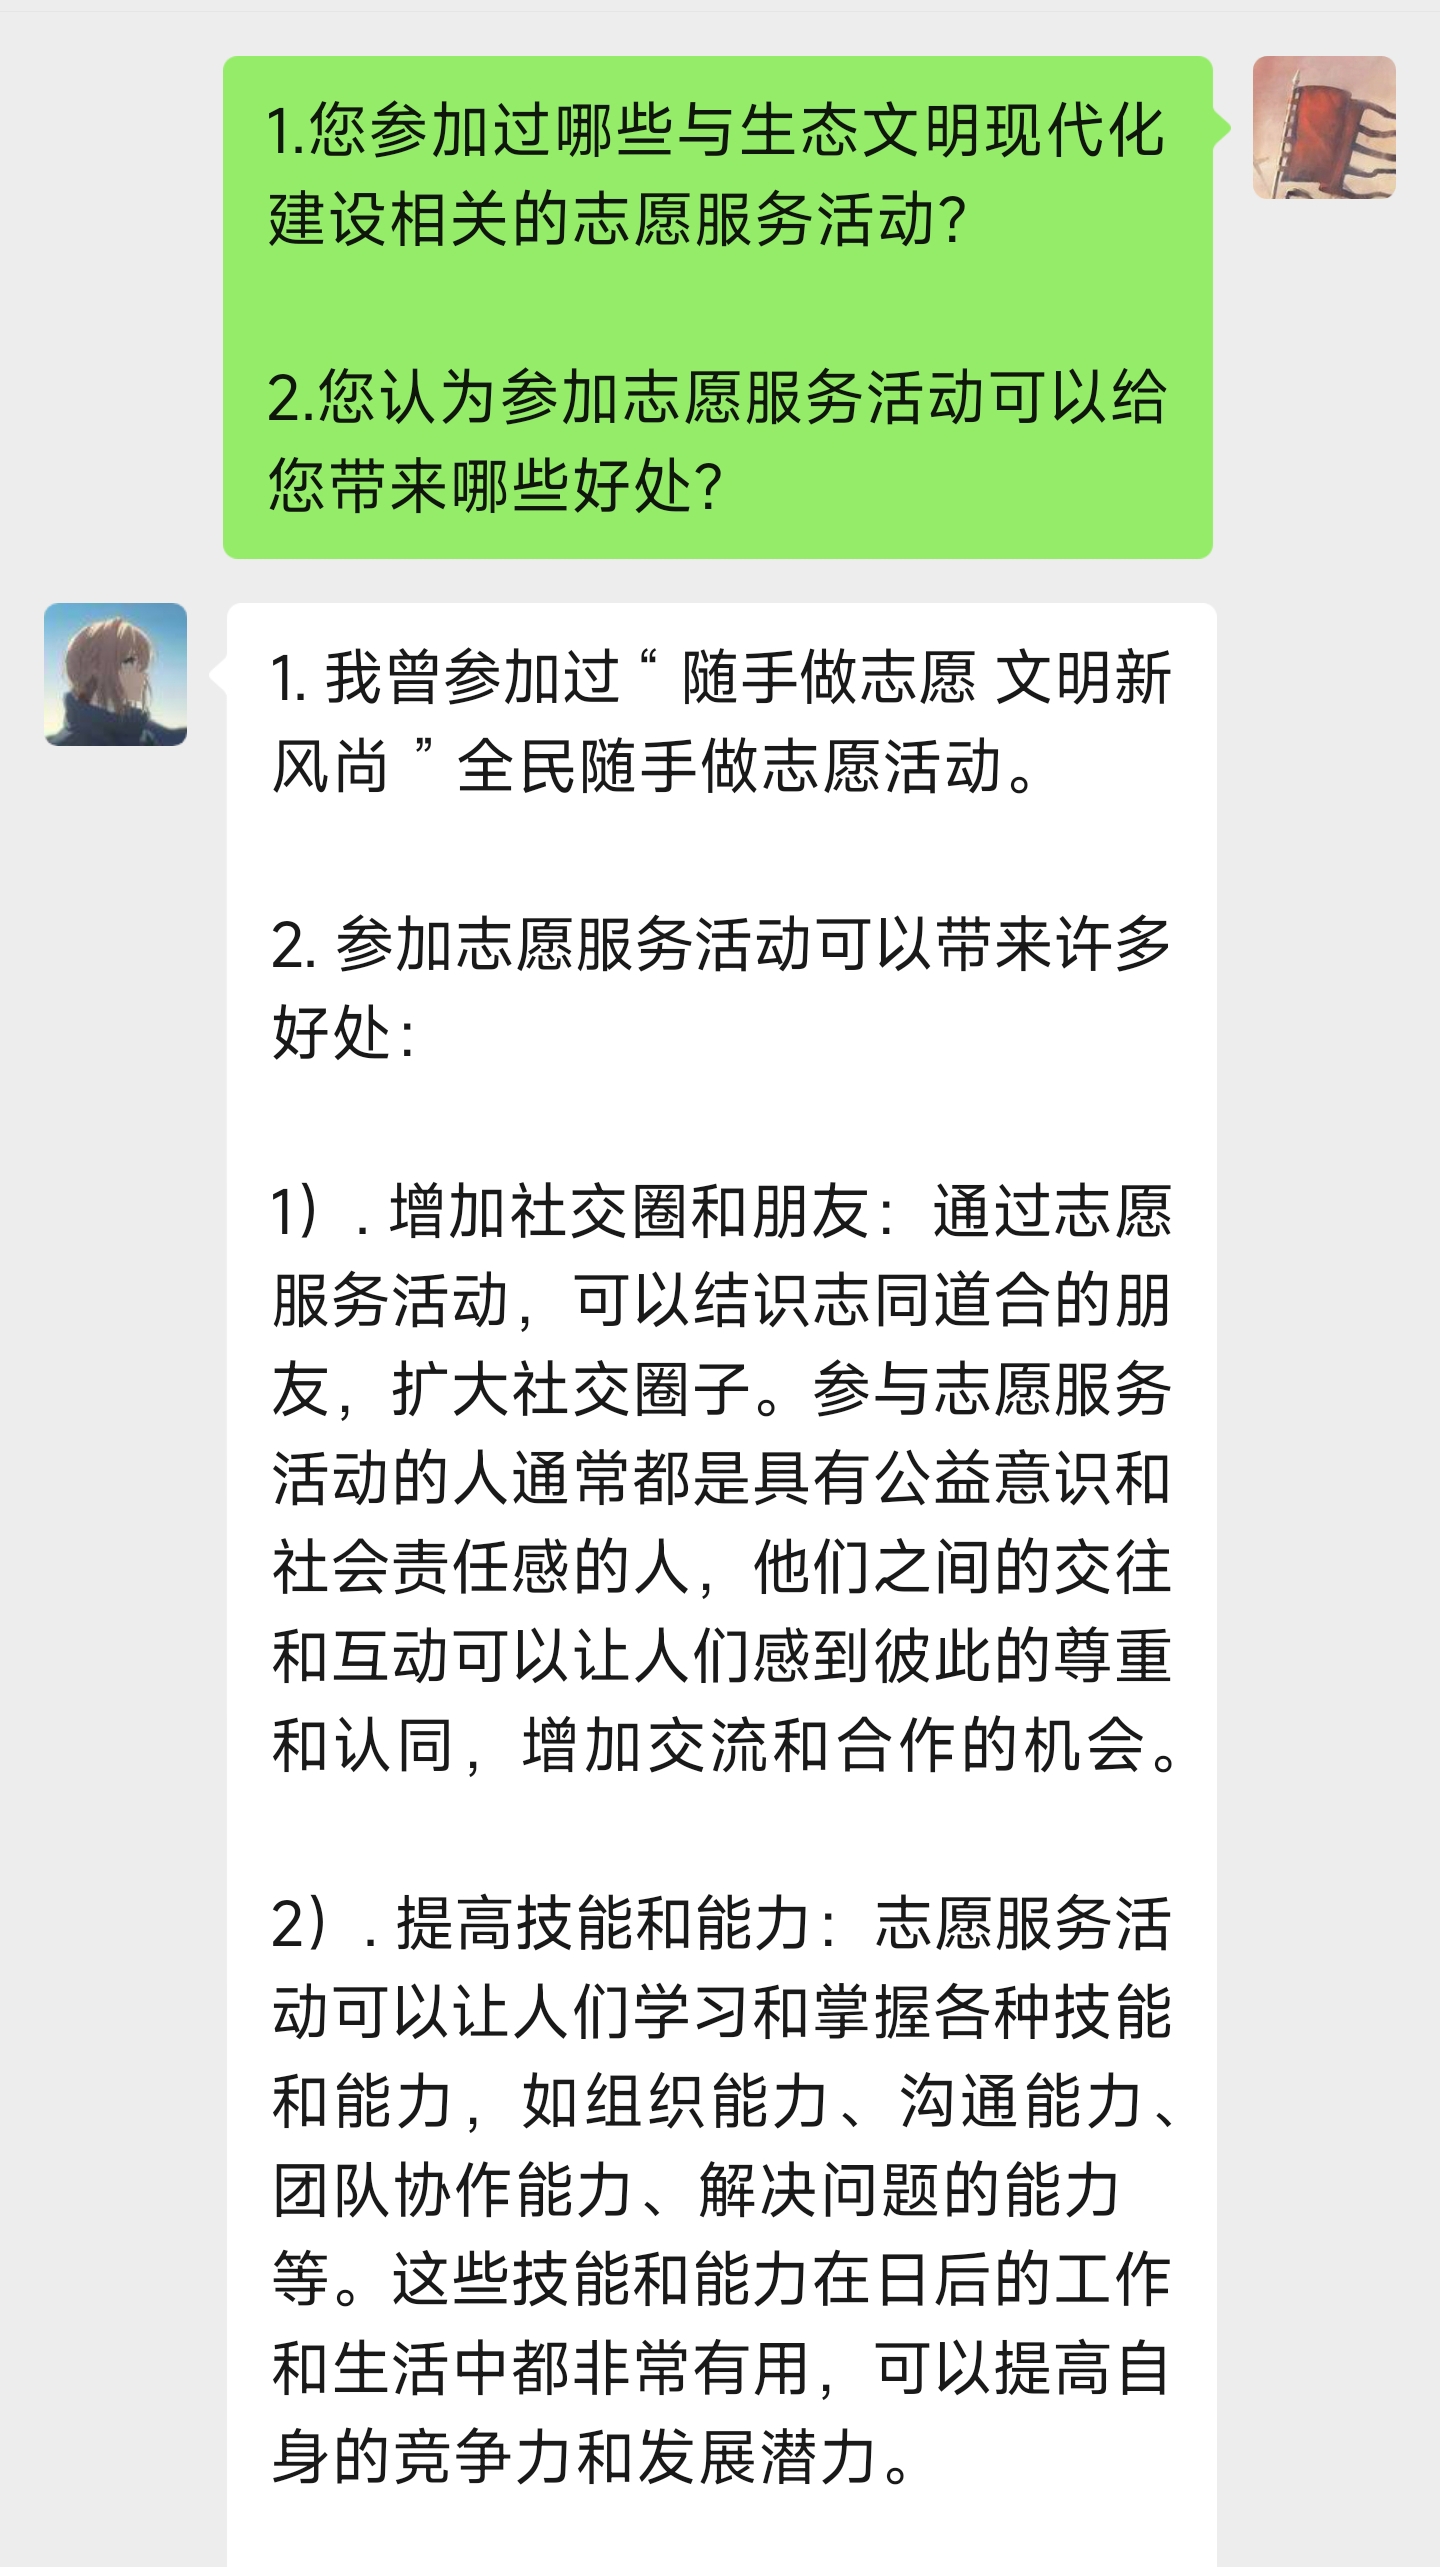 1.您参加过哪些与生态文明现代化
建设相关的志愿服务活动？
2.您认为参加志愿服务活动可以给
您带来哪些好处？
1. 我曾参加过 “ 随手做志愿 文明新
风尚 ” 全民随手做志愿活动。
2. 参加志愿服务活动可以带来许多
好处：
1）. 增加社交圈和朋友：通过志愿
服务活动，可以结识志同道合的朋
友，扩大社交圈子。参与志愿服务
活动的人通常都是具有公益意识和
社会责任感的人，他们之间的交往
和互动可以让人们感到彼此的尊重
和认同，增加交流和合作的机会。
2）. 提高技能和能力：志愿服务活
动可以让人们学习和掌握各种技能
和能力，如组织能力、沟通能力、
团队协作能力、解决问题的能力
等。这些技能和能力在日后的工作
和生活中都非常有用，可以提高自
身的竞争力和发展潜力。